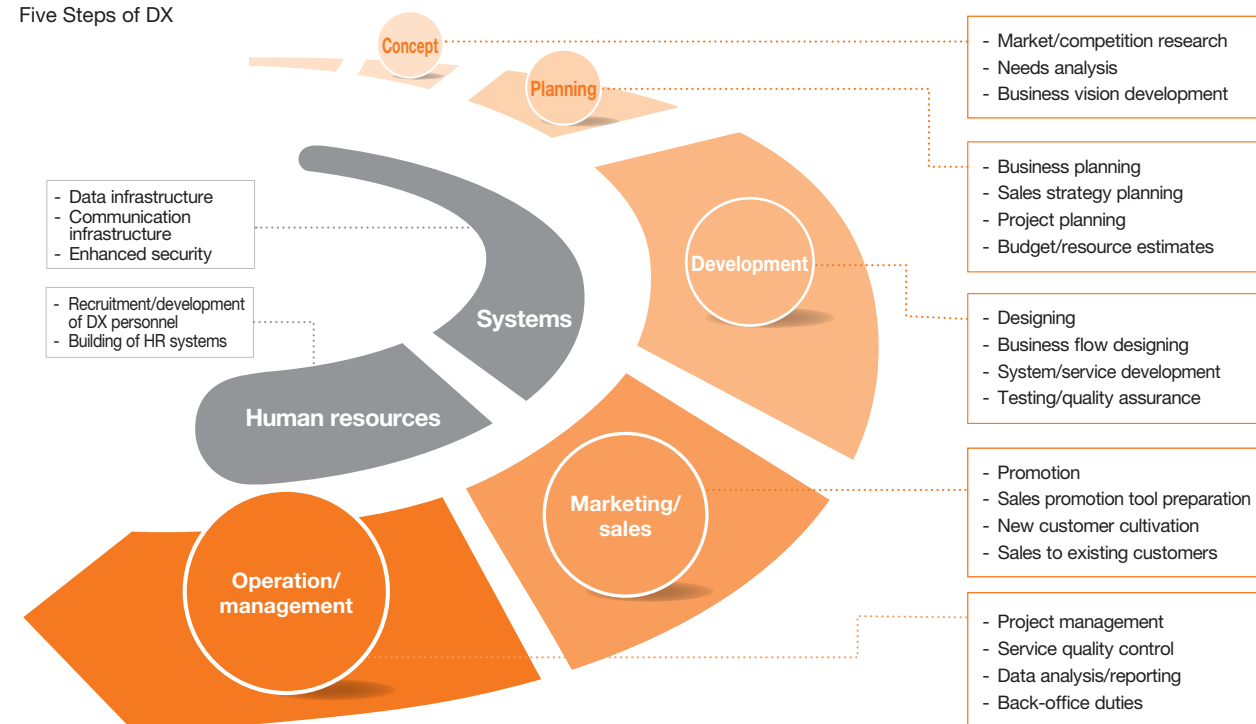 Five Steps of DX
Concept
- Market/competition research
- Needs analysis
- Business vision development
Planning
- Business planning
- Sales strategy planning
- Project planning
- Budget/resource estimates
Development
- Designing
- Business flow designing
- System/service development
- Testing/quality assurance
Marketing/
sales
- Promotion
- Sales promotion tool preparation
- New customer cultivation
- Sales to existing customers
Operation/
management
- Project management
- Service quality control
- Data analysis/reporting
- Back-office duties
Systems
- Data infrastructure
- Communication
infrastructure
- Enhanced security
Human resources
- Recruitment/development
of DX personnel
- Building of HR systems